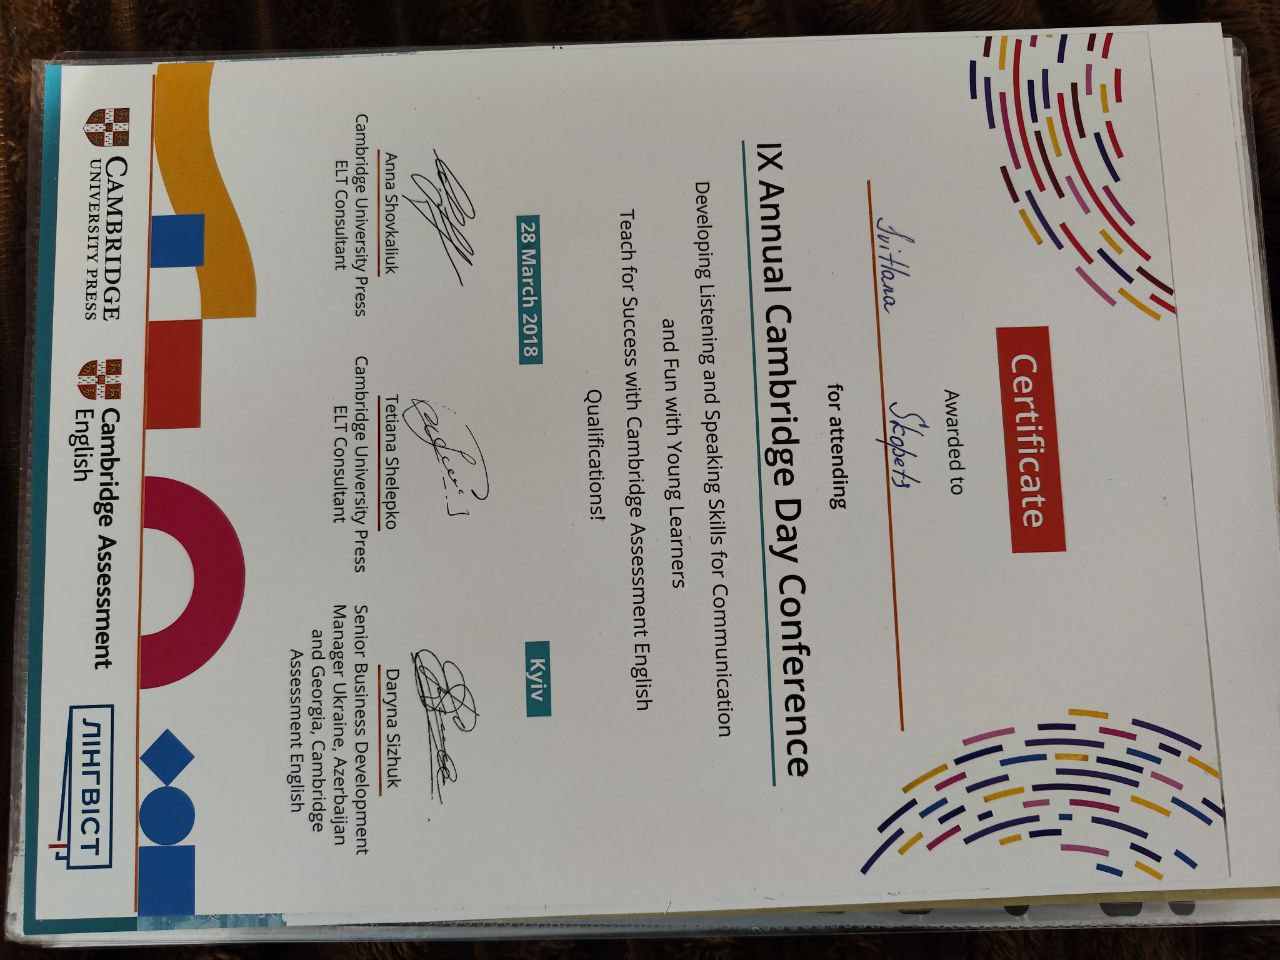 Certificate
Awarded to
Svitlana Skopets
for attending
IX Annual Cambridge Day Conference
Developing Listening and Speaking Skills for Communication
and Fun with Young Learners
Teach for Success with Cambridge Assessment English
Qualifications!
28 March 2018
Kyiv
Anna Shovkaliuk
Cambridge University Press
ELT Consultant
Tetiana Shelepko
Cambridge University Press
ELT Consultant
Daryna Sizhuk
Senior Business Development
Manager Ukraine, Azerbaijan
and Georgia, Cambridge
Assessment English
CAMBRIDGE
UNIVERSITY PRESS
Cambridge Assessment
English
ЛІНГВІСТ